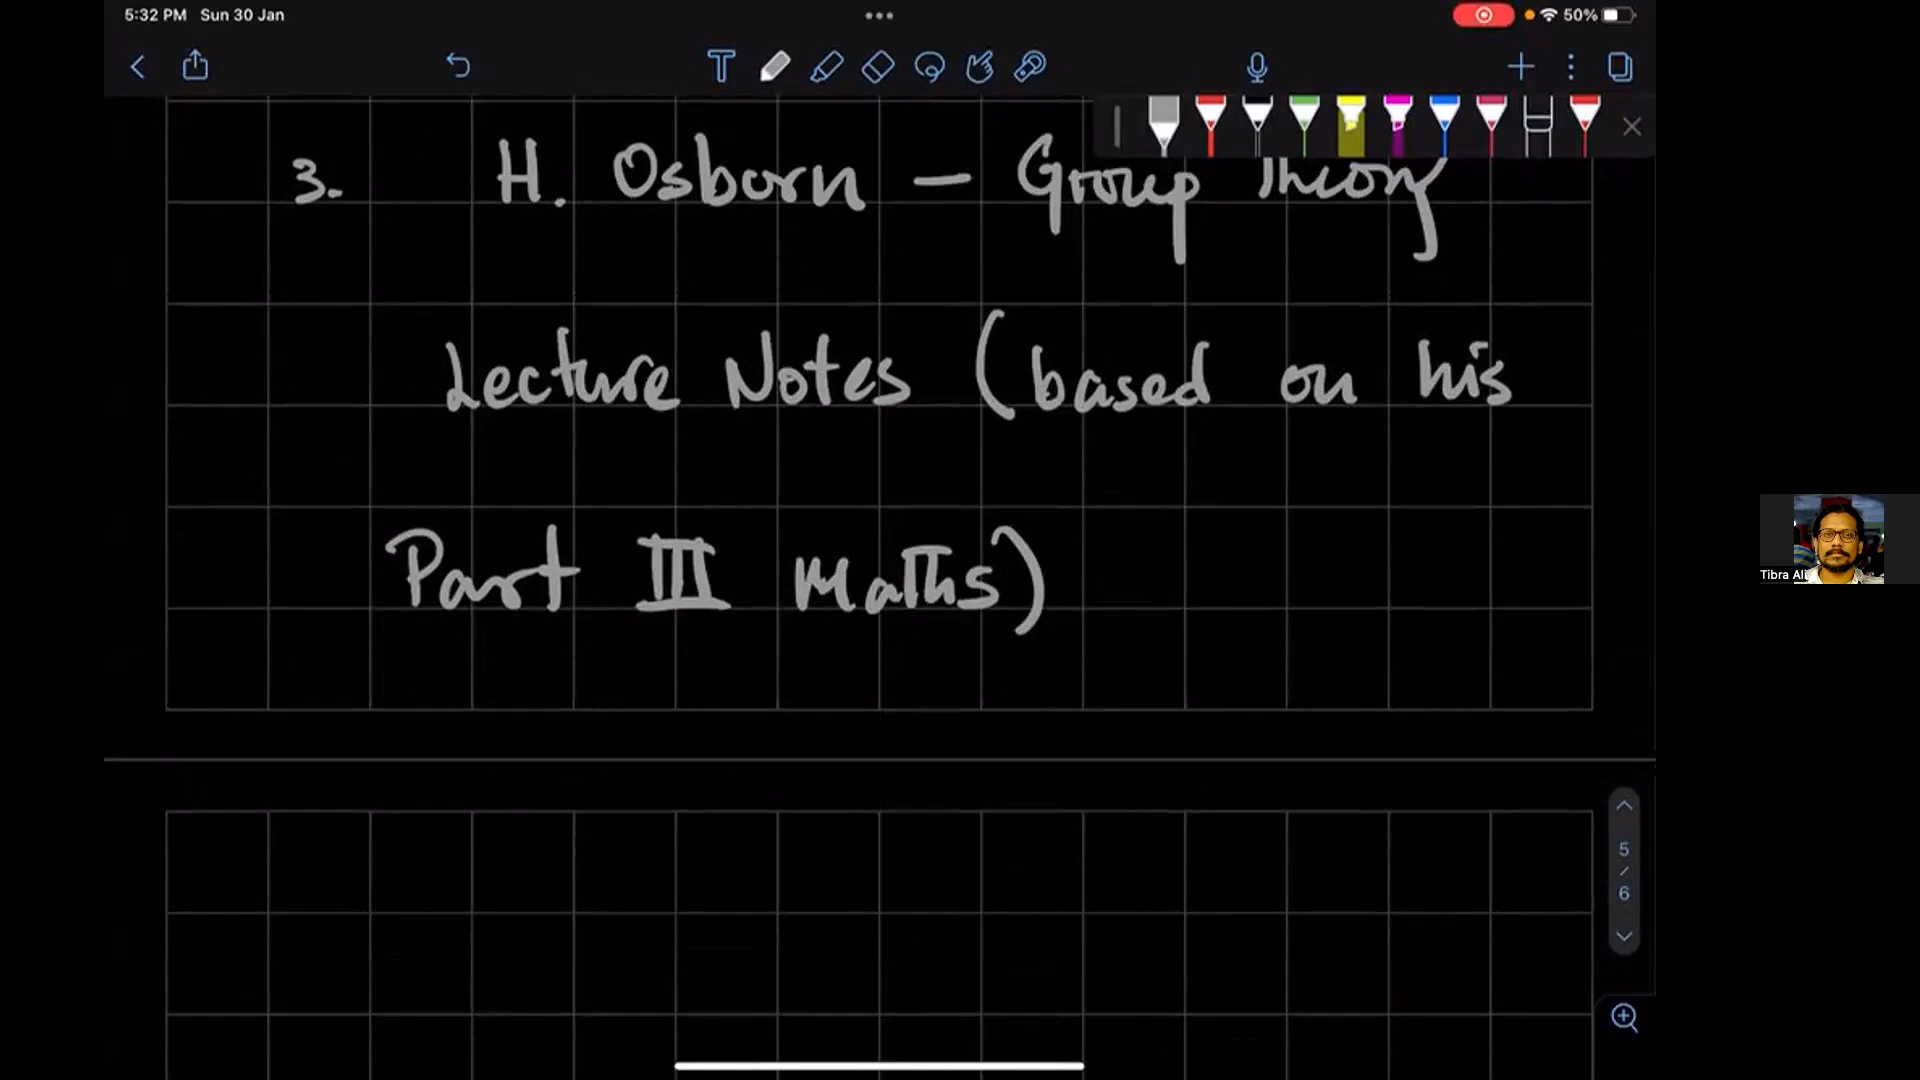 5:32 PM Sun 30 Jan
50%
3. H. Osborn – Group Theory
Lecture Notes (based on his
Part III Maths)
Tibra Ali
5
/
6